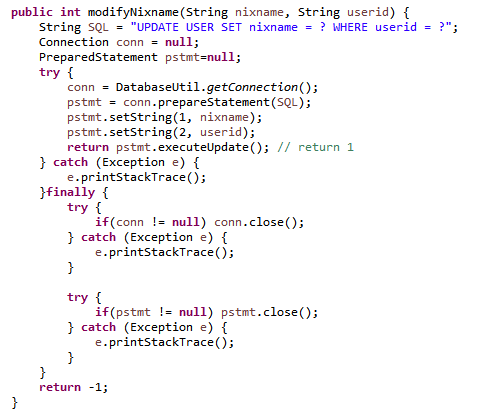 public int modifyNixname(String nixname, String userid) {
    String SQL = "UPDATE USER SET nixname = ? WHERE userid = ?";
    Connection conn = null;
    PreparedStatement pstmt=null;
    try {
        conn = DatabaseUtil.getConnection();
        pstmt = conn.prepareStatement(SQL);
        pstmt.setString(1, nixname);
        pstmt.setString(2, userid);
        return pstmt.executeUpdate(); // return 1
    } catch (Exception e) {
        e.printStackTrace();
    }finally {
        try {
            if(conn != null) conn.close();
        } catch (Exception e) {
            e.printStackTrace();
        }

        try {
            if(pstmt != null) pstmt.close();
        } catch (Exception e) {
            e.printStackTrace();
        }
    }
    return -1;
}